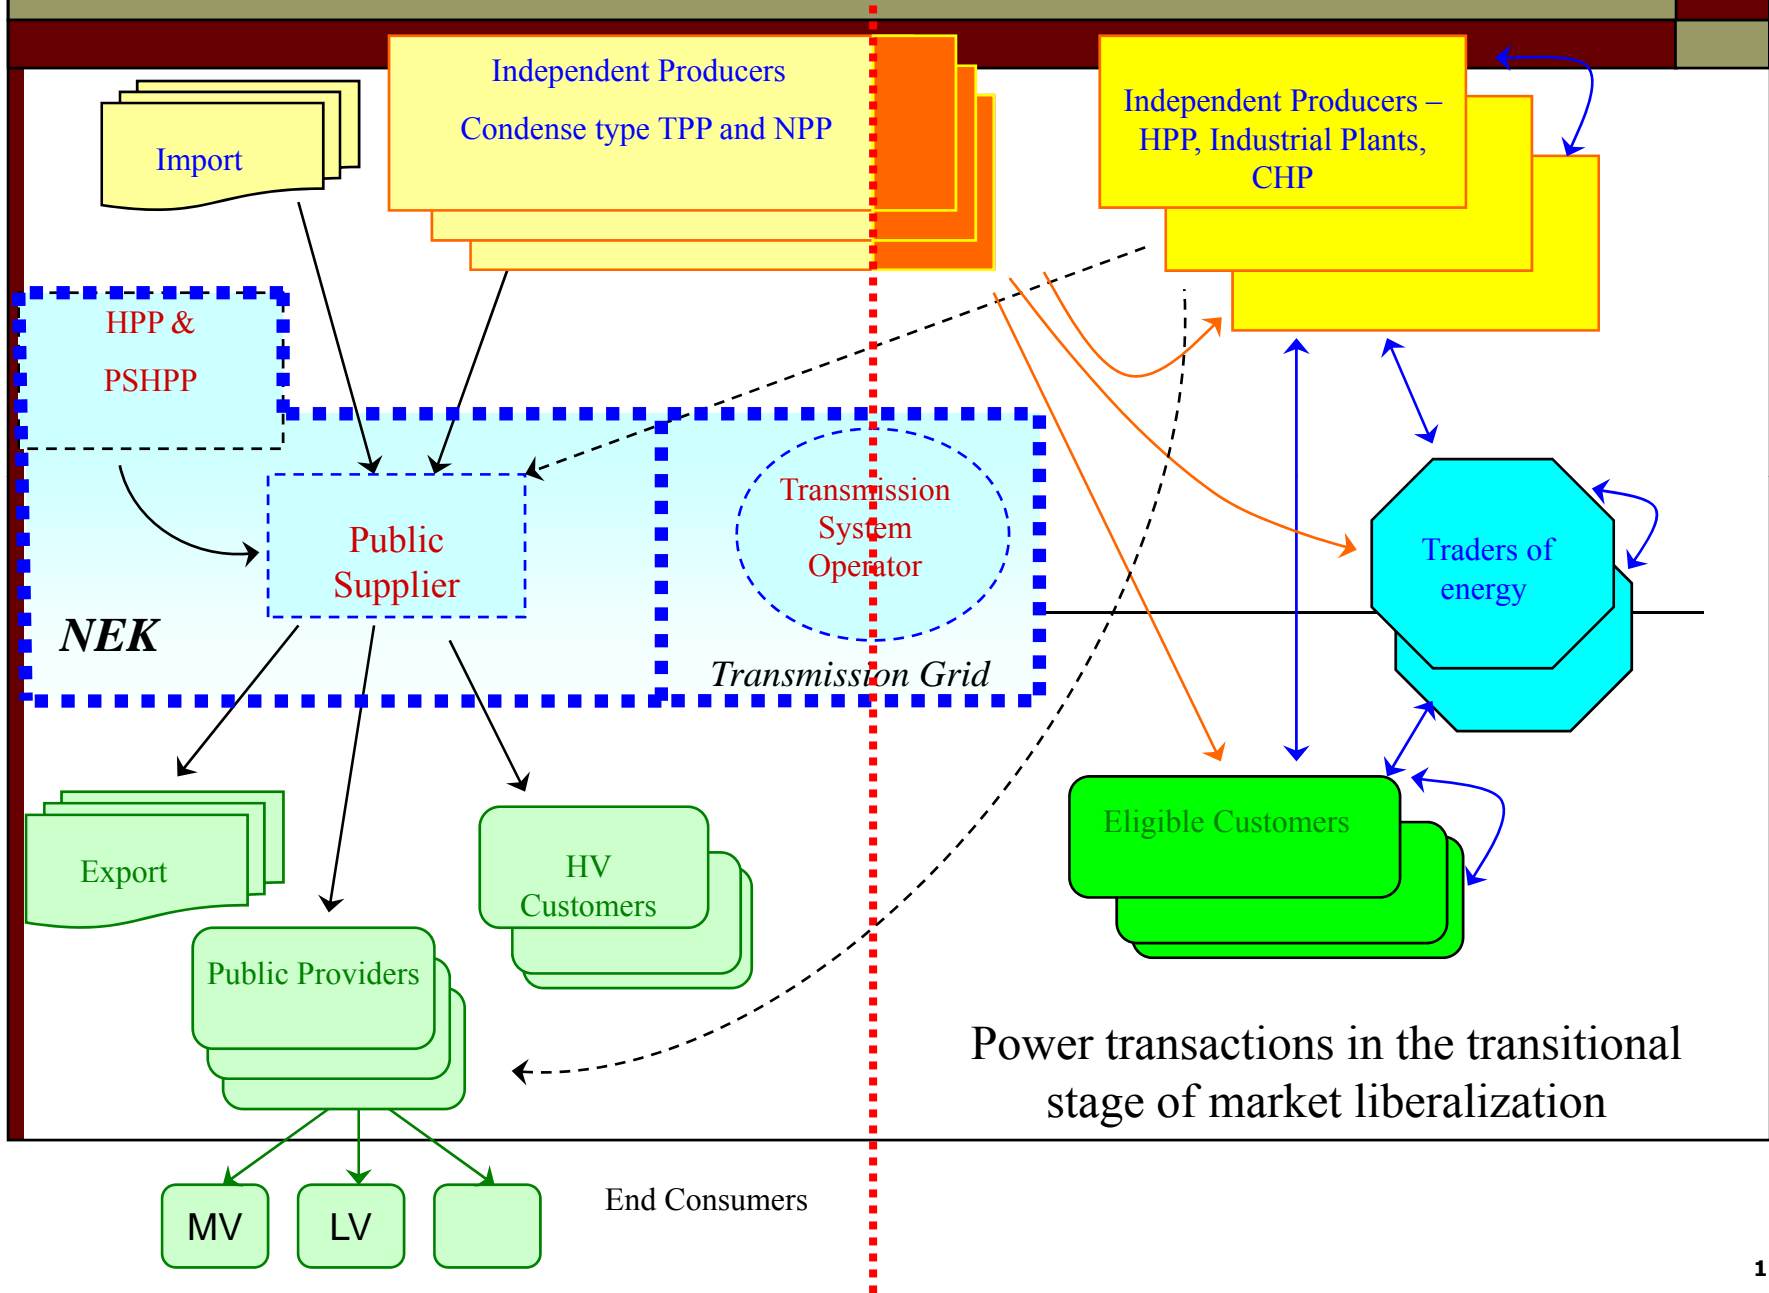 Independent Producers
Condense type TPP and NPP
Independent Producers –
HPP, Industrial Plants,
CHP
Import
HPP &
PSHPP
Public
Supplier
Transmission
System
Operator
Traders of
energy
NEK
Transmission Grid
Eligible Customers
Export
HV
Customers
Public Providers
Power transactions in the transitional
stage of market liberalization
MV
LV
End Consumers
1